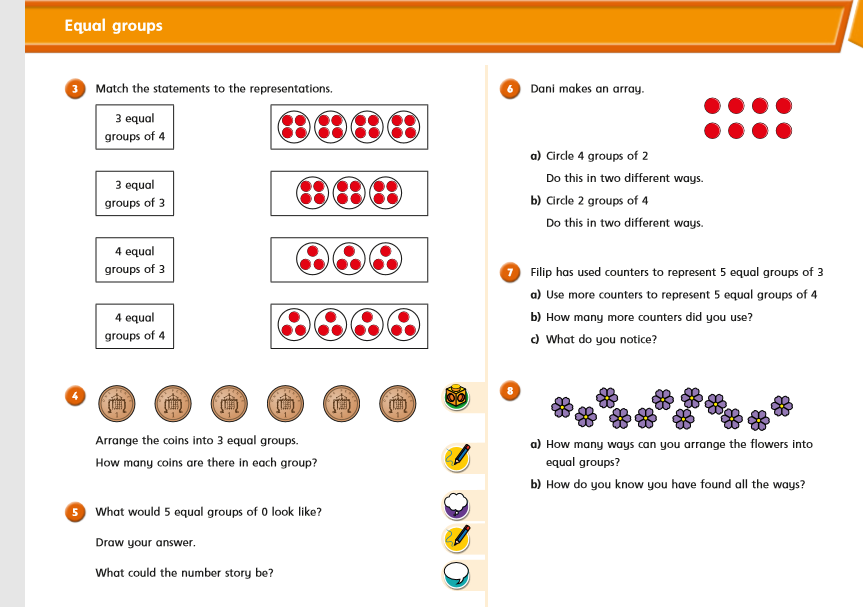 Equal groups
3 Match the statements to the representations.
3 equal
groups of 4
3 equal
groups of 3
4 equal
groups of 3
4 equal
groups of 4
4
Arrange the coins into 3 equal groups.
How many coins are there in each group?
5 What would 5 equal groups of 0 look like?
Draw your answer.
What could the number story be?
6 Dani makes an array.
a) Circle 4 groups of 2
Do this in two different ways.
b) Circle 2 groups of 4
Do this in two different ways.
7 Filip has used counters to represent 5 equal groups of 3
a) Use more counters to represent 5 equal groups of 4
b) How many more counters did you use?
c) What do you notice?
8
a) How many ways can you arrange the flowers into
equal groups?
b) How do you know you have found all the ways?